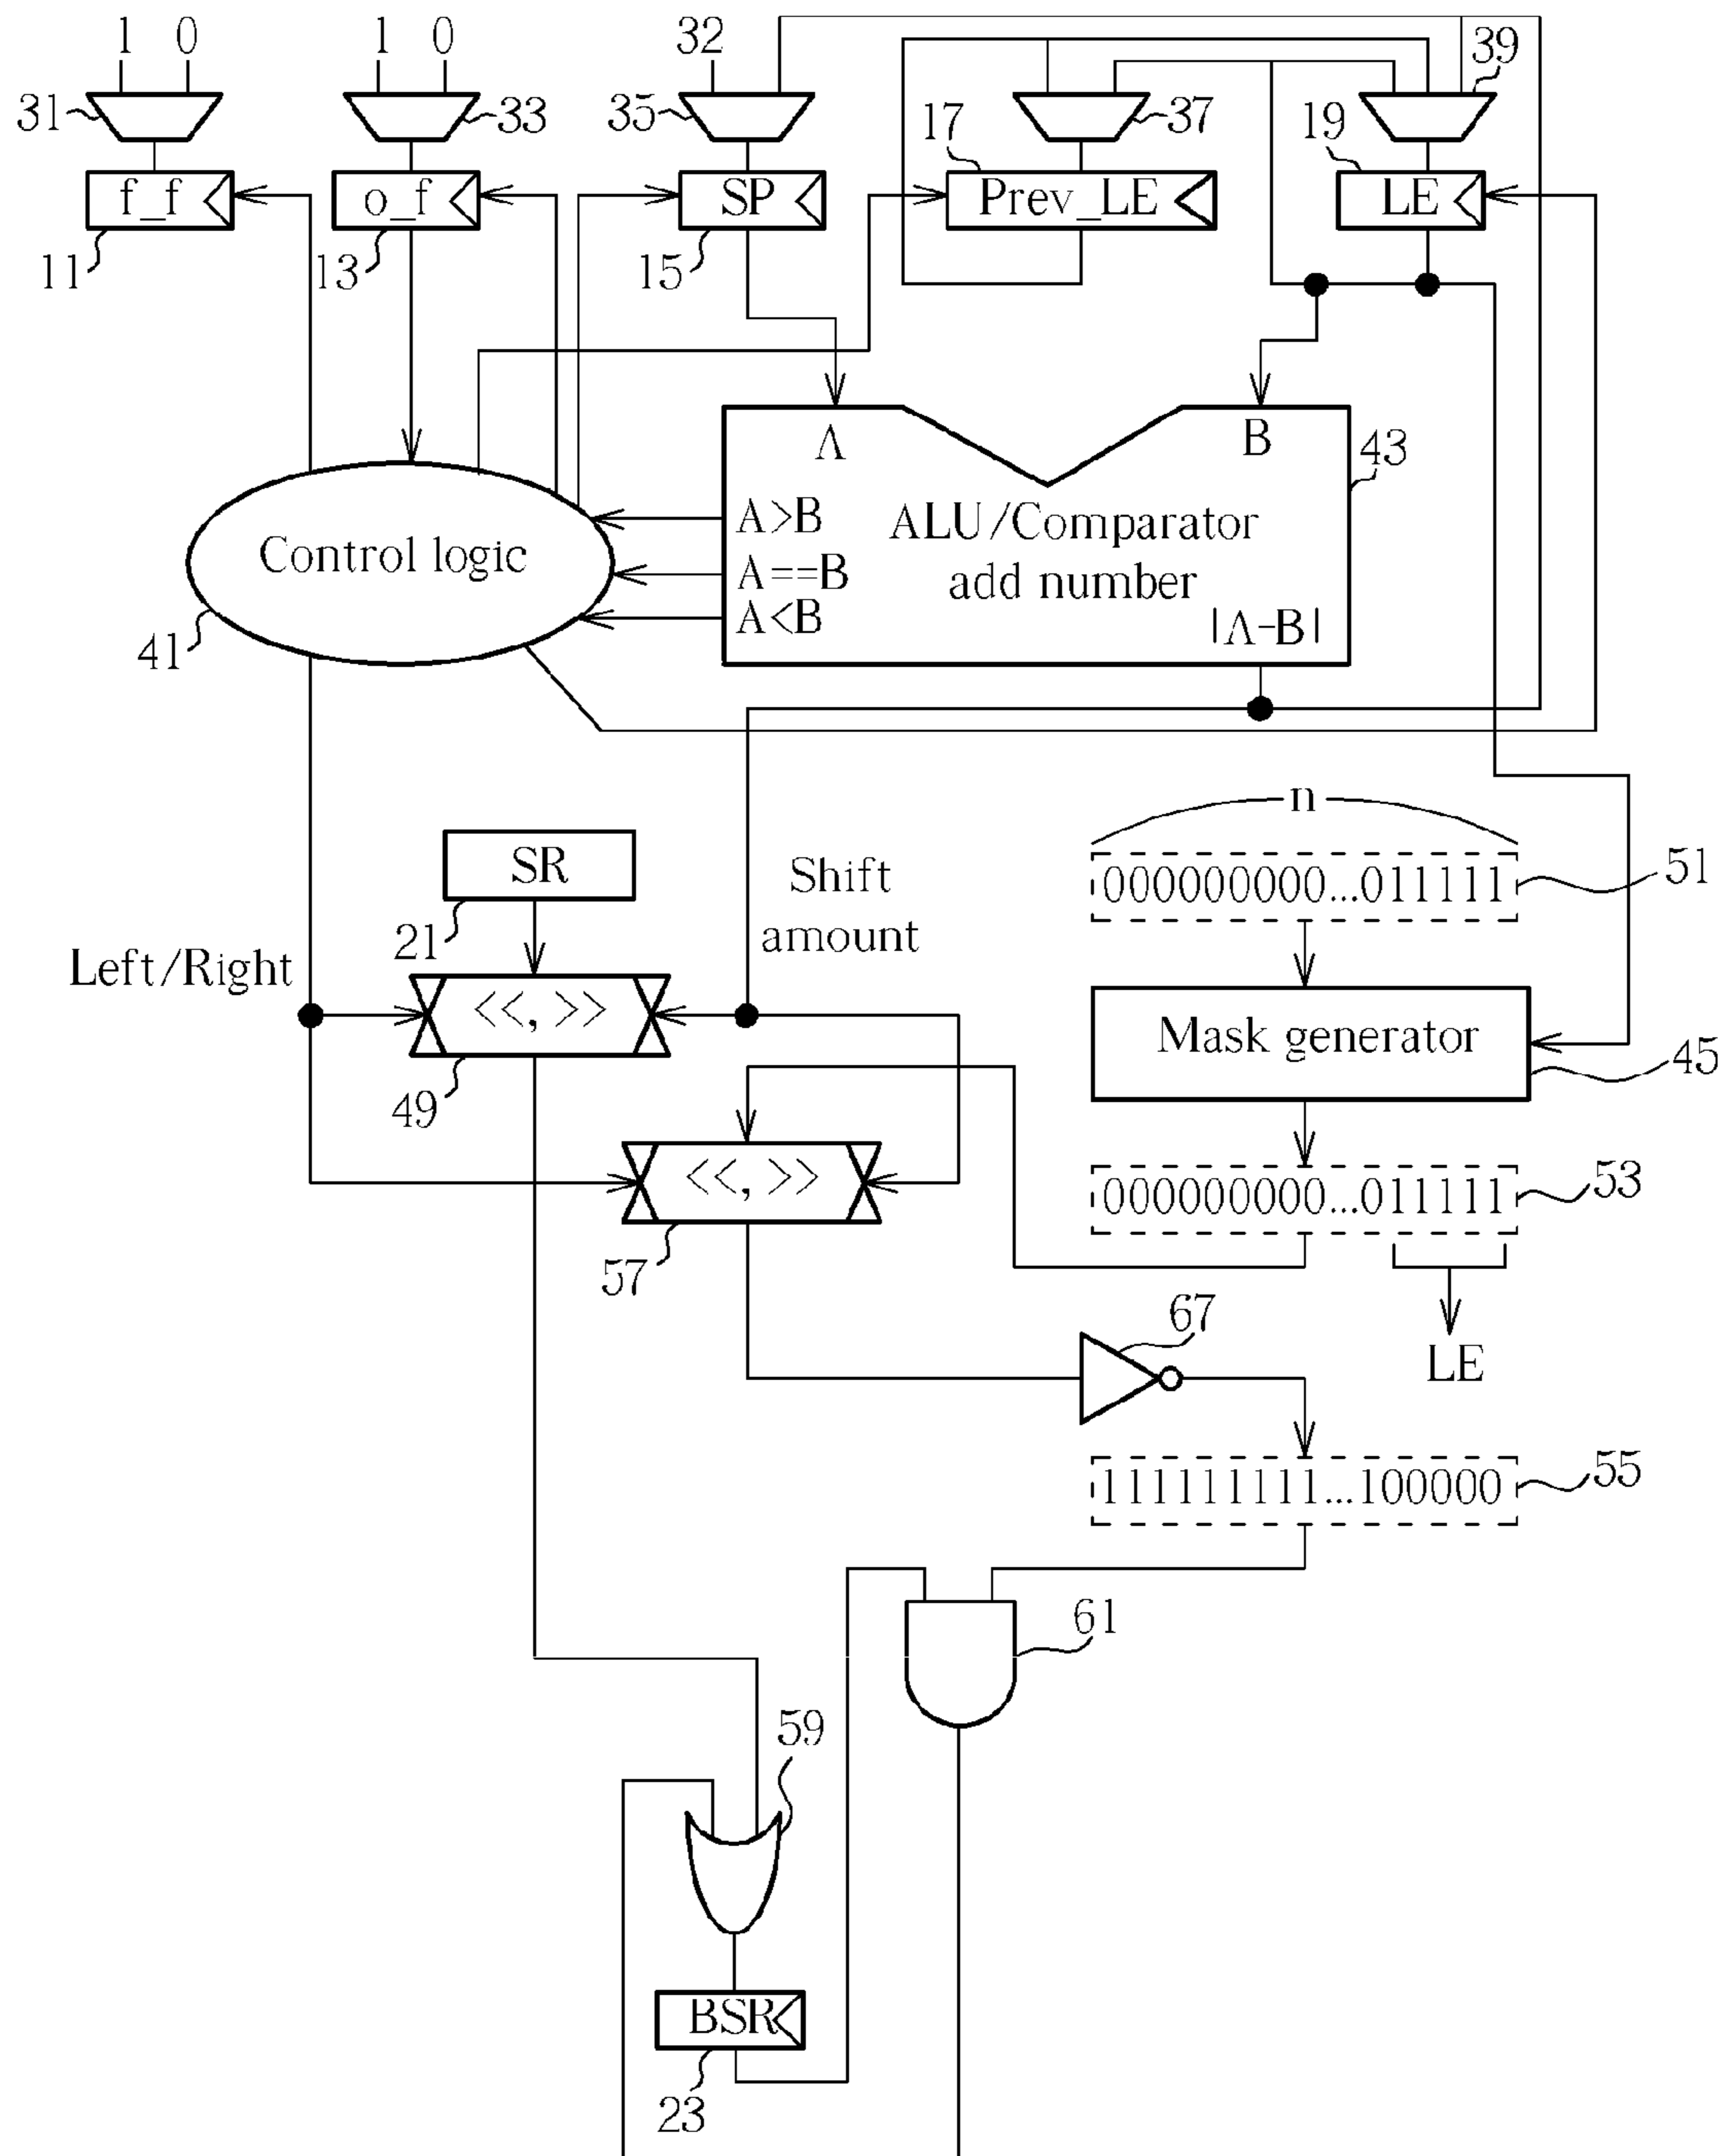 1 0
1 0
32
39
31
33
35
37
17
19
f_f
o_f
SP
Prev_LE
LE
11
13
15
Λ
B
43
A>B
ALU/Comparator
A==B
add number
A<B
|Λ-B|
Control logic
41
n
SR
Shift
amount
000000000...011111
51
21
Left/Right
<<, >>
Mask generator
45
49
<<, >>
000000000...011111
53
57
67
LE
111111111...100000
55
61
59
BSR
23